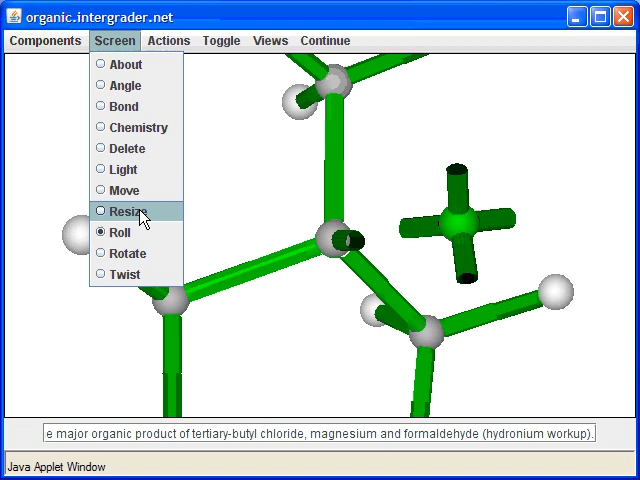 organic.intergrader.net
Components Screen Actions Toggle Views Continue
About
Angle
Bond
Chemistry
Delete
Light
Move
Resize
Roll
Rotate
Twist
e major organic product of tertiary-butyl chloride, magnesium and formaldehyde (hydronium workup).
Java Applet Window